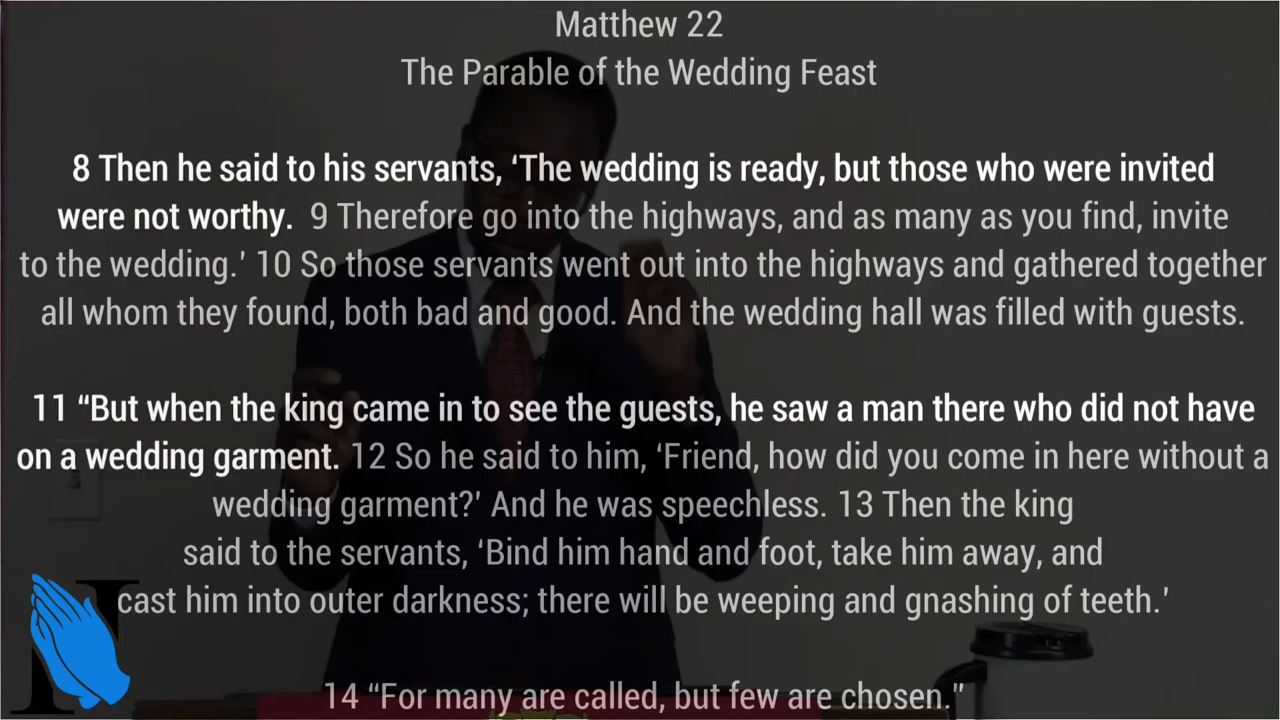 Matthew 22
The Parable of the Wedding Feast
8 Then he said to his servants, ‘The wedding is ready, but those who were invited
were not worthy. 9 Therefore go into the highways, and as many as you find, invite
to the wedding.’ 10 So those servants went out into the highways and gathered together
all whom they found, both bad and good. And the wedding hall was filled with guests.
11 “But when the king came in to see the guests, he saw a man there who did not have
on a wedding garment. 12 So he said to him, ‘Friend, how did you come in here without a
wedding garment?’ And he was speechless. 13 Then the king
said to the servants, ‘Bind him hand and foot, take him away, and
cast him into outer darkness; there will be weeping and gnashing of teeth.’
14 “For many are called, but few are chosen.”